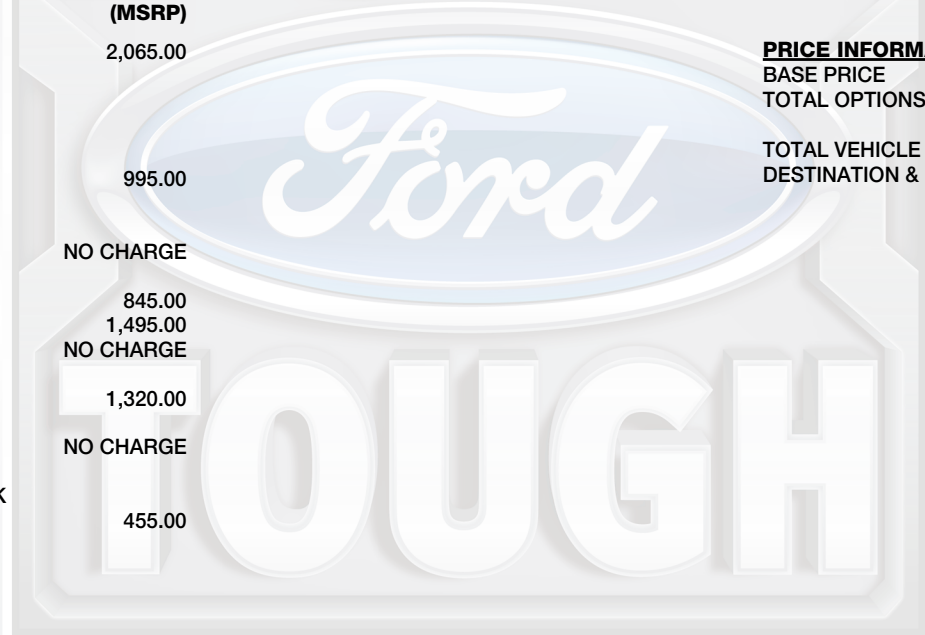 (MSRP)
2,065.00
PRICE INFORM
BASE PRICE
TOTAL OPTIONS
TOTAL VEHICLE
DESTINATION &
995.00
Ford
NO CHARGE
845.00
1,495.00
NO CHARGE
1,320.00
NO CHARGE
K
455.00
TOUGH